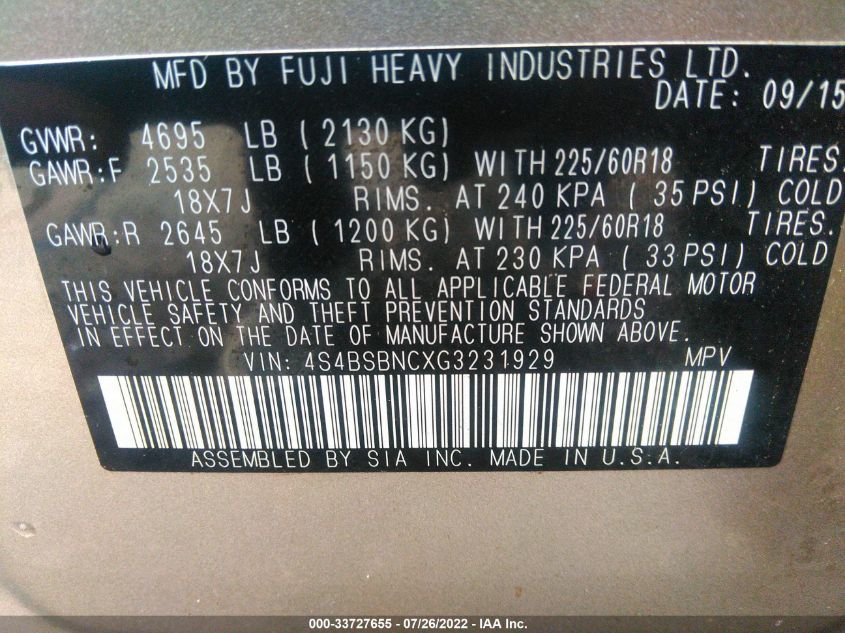 MFD BY FUJI HEAVY INDUSTRIES LTD.
DATE: 09/15
GVWR: 4695 LB ( 2130 KG)
GAWR:F 2535 LB ( 1150 KG) WITH 225/60R18 TIRES.
18X7J RIMS. AT 240 KPA ( 35 PSI) COLD
GAWR:R 2645 LB ( 1200 KG) WITH 225/60R18 TIRES.
18X7J RIMS. AT 230 KPA ( 33 PSI) COLD
THIS VEHICLE CONFORMS TO ALL APPLICABLE FEDERAL MOTOR
VEHICLE SAFETY AND THEFT PREVENTION STANDARDS
IN EFFECT ON THE DATE OF MANUFACTURE SHOWN ABOVE.
VIN: 4S4BSBNCXG3231929 MPV
ASSEMBLED BY SIA INC. MADE IN U.S.A.
000-33727655 - 07/26/2022 - IAA Inc.